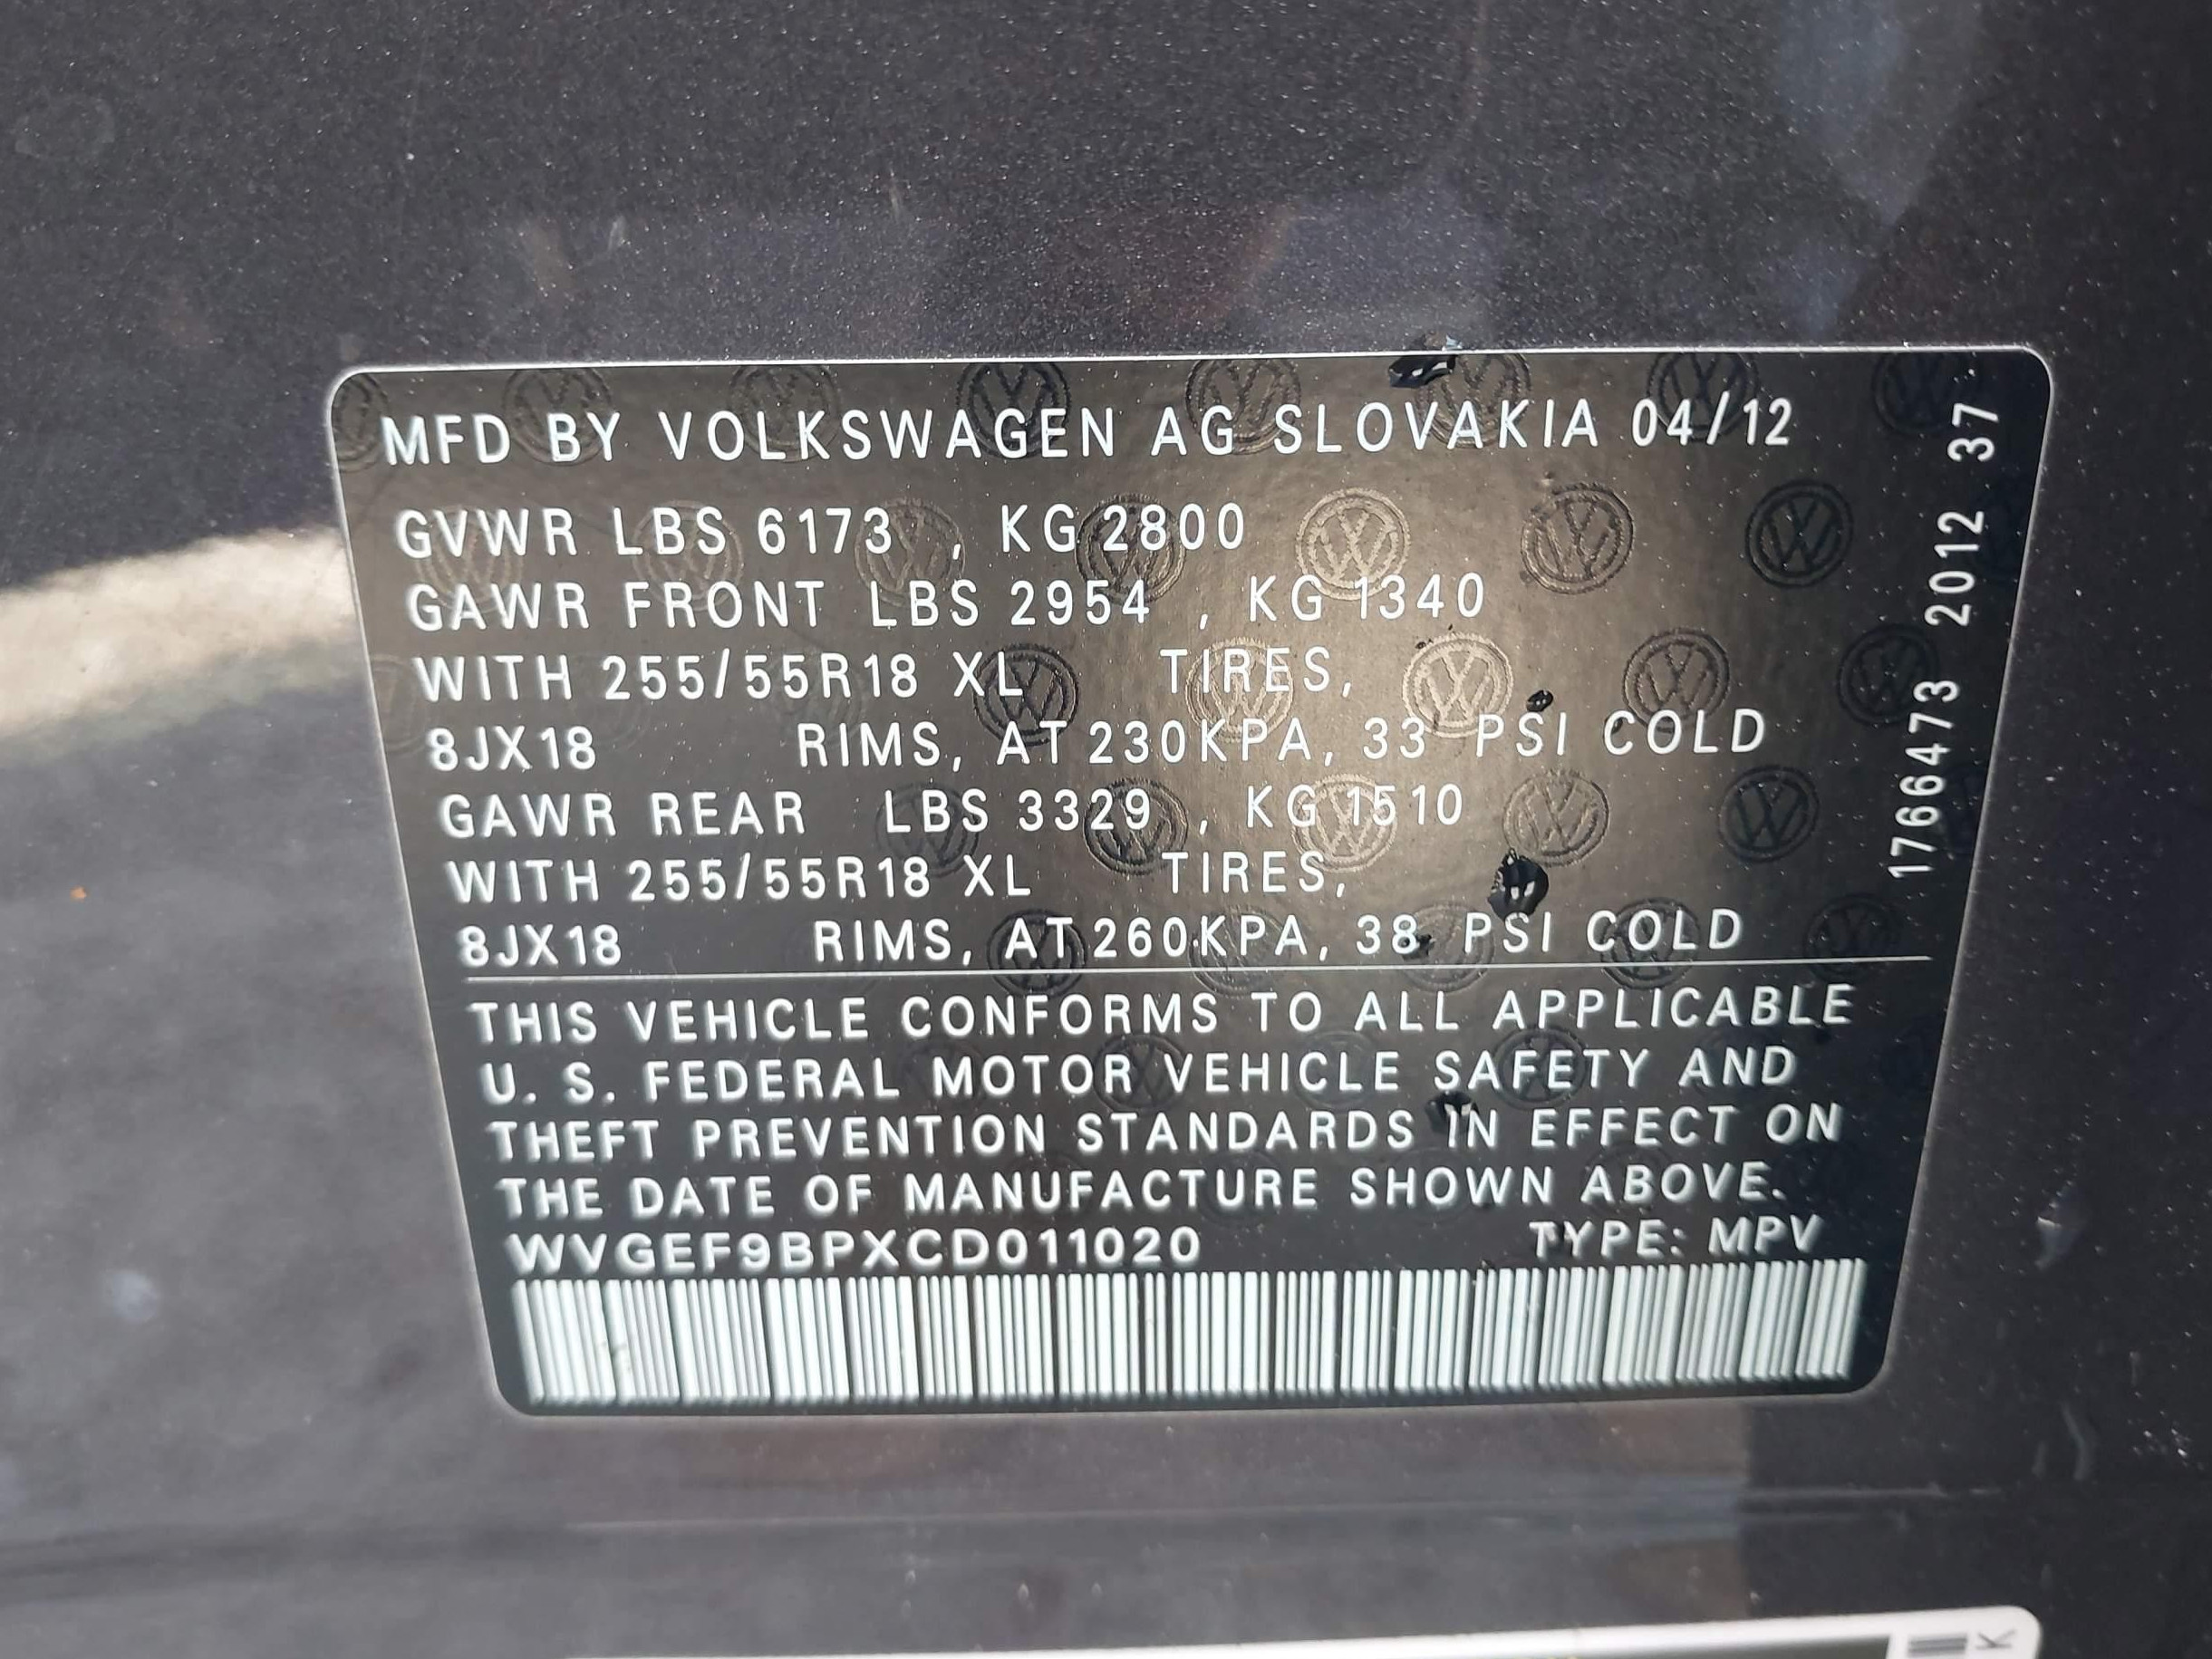 MFD BY VOLKSWAGEN AG SLOVAKIA 04/12
GVWR LBS 6173 , KG 2800
GAWR FRONT LBS 2954 , KG 1340
WITH 255/55R18 XL TIRES,
8JX18 RIMS, AT 230KPA, 33 PSI COLD
GAWR REAR LBS 3329 , KG 1510
WITH 255/55R18 XL TIRES,
8JX18 RIMS, AT 260KPA, 38 PSI COLD
THIS VEHICLE CONFORMS TO ALL APPLICABLE
U. S. FEDERAL MOTOR VEHICLE SAFETY AND
THEFT PREVENTION STANDARDS IN EFFECT ON
THE DATE OF MANUFACTURE SHOWN ABOVE.
WVGEF9BPXCD011020 TYPE: MPV
1766473 2012 37
K